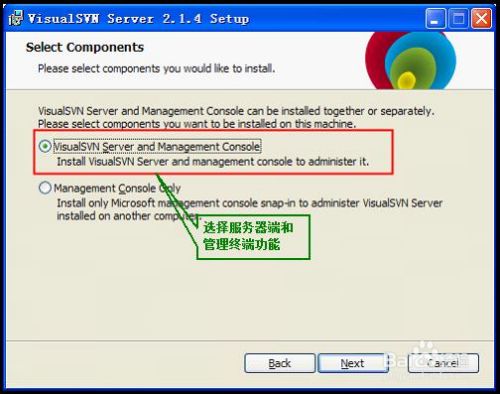 VisualSVN Server 2.1.4 Setup
Select Components
Please select components you would like to install.
VisualSVN Server and Management Console can be installed together or separately.
Please select components you want to be installed on this machine.
VisualSVN Server and Management Console
Install VisualSVN Server and management console to administer it.
Management Console Only
Install only Microsoft management console snap-in to administer VisualSVN Server
installed on another computer.
选择服务器端和
管理终端功能
Back
Next
Cancel